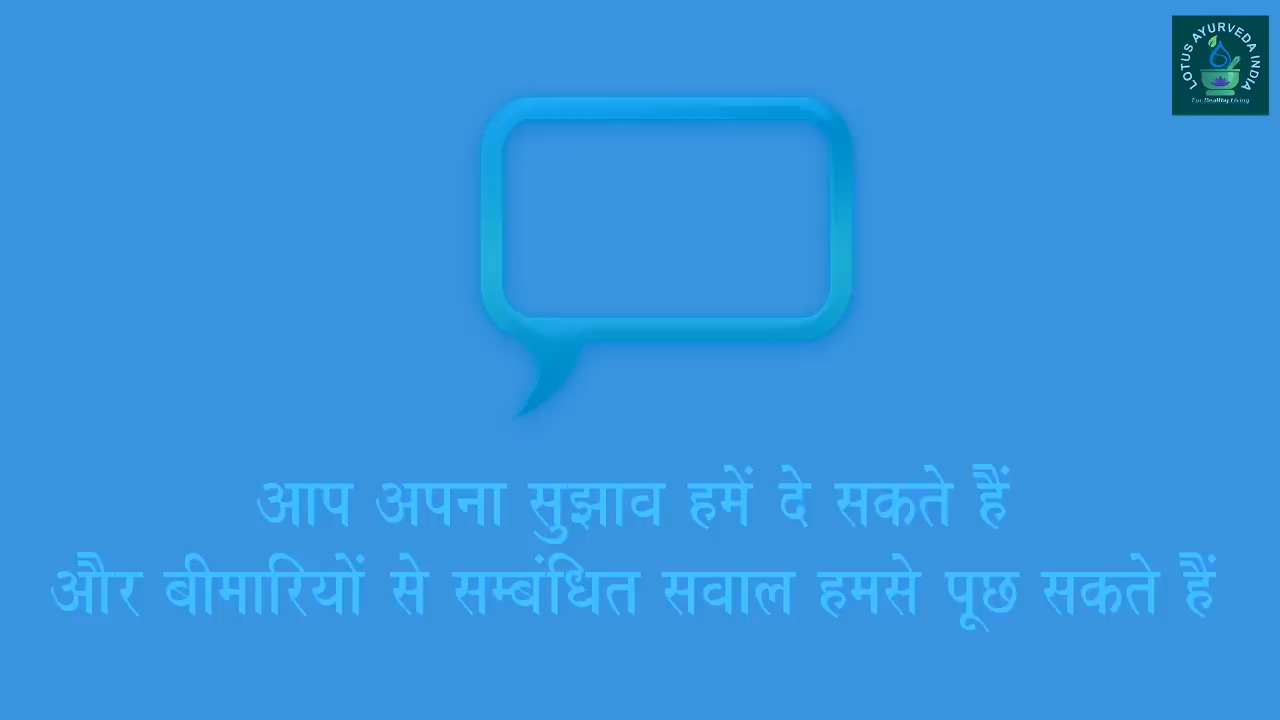 LOTUS AYURVEDA INDIA
For Healthy Living
आप अपना सुझाव हमें दे सकते हैं
और बीमारियों से सम्बंधित सवाल हमसे पूछ सकते हैं